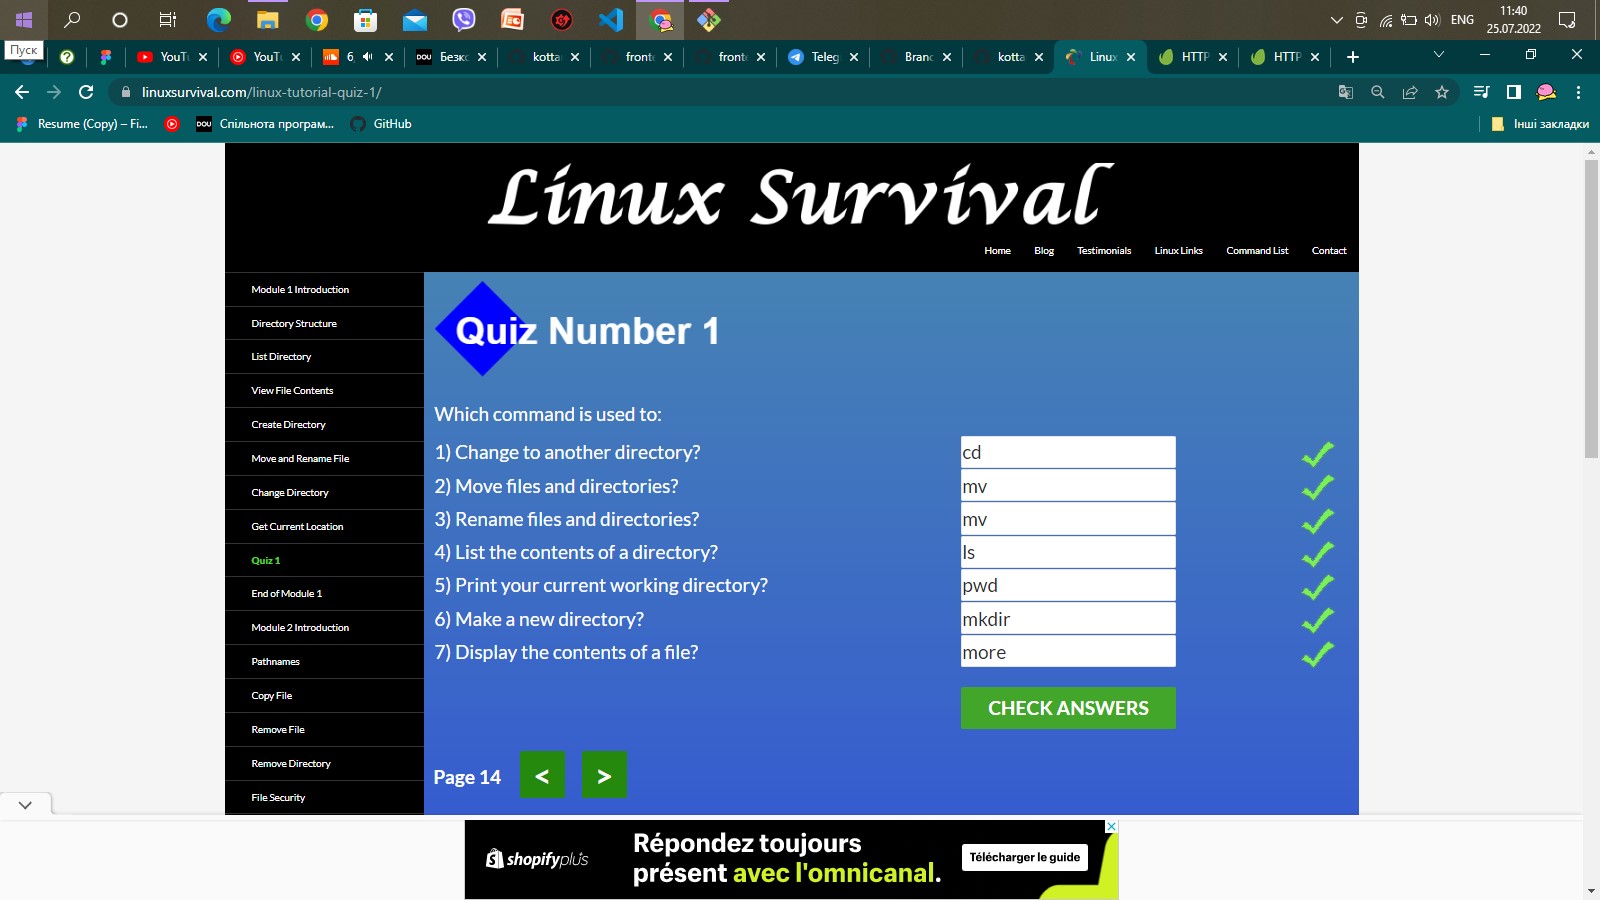 11:40
ENG
25.07.2022
Пуск
YouTu
YouTu
Безко
DOU
kottar
fronte
fronte
Teleg
Branc
kotta
Linux
HTTP
HTTP
linuxsurvival.com/linux-tutorial-quiz-1/
Resume (Copy) – Fi...
DOU
Спільнота програм...
GitHub
Інші закладки
Linux Survival
Home
Blog
Testimonials
Linux Links
Command List
Contact
Module 1 Introduction
Directory Structure
List Directory
View File Contents
Create Directory
Move and Rename File
Change Directory
Get Current Location
Quiz 1
End of Module 1
Module 2 Introduction
Pathnames
Copy File
Remove File
Remove Directory
File Security
Quiz Number 1
Which command is used to:
1) Change to another directory?
cd
2) Move files and directories?
mv
3) Rename files and directories?
mv
4) List the contents of a directory?
ls
5) Print your current working directory?
pwd
6) Make a new directory?
mkdir
7) Display the contents of a file?
more
CHECK ANSWERS
Page 14
<
>
shopifyplus
Répondez toujours
présent avec l'omnicanal.
Télécharger le guide